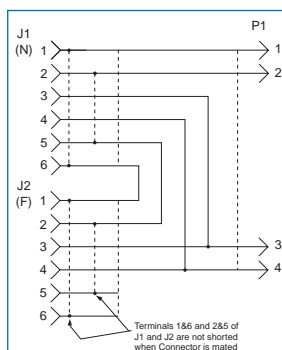 J1
(N)
P1
1
1
2
2
3
4
5
6
J2
(F)
1
2
3
3
4
4
5
6
Terminals 1&6 and 2&5 of
J1 and J2 are not shorted
when Connector is mated